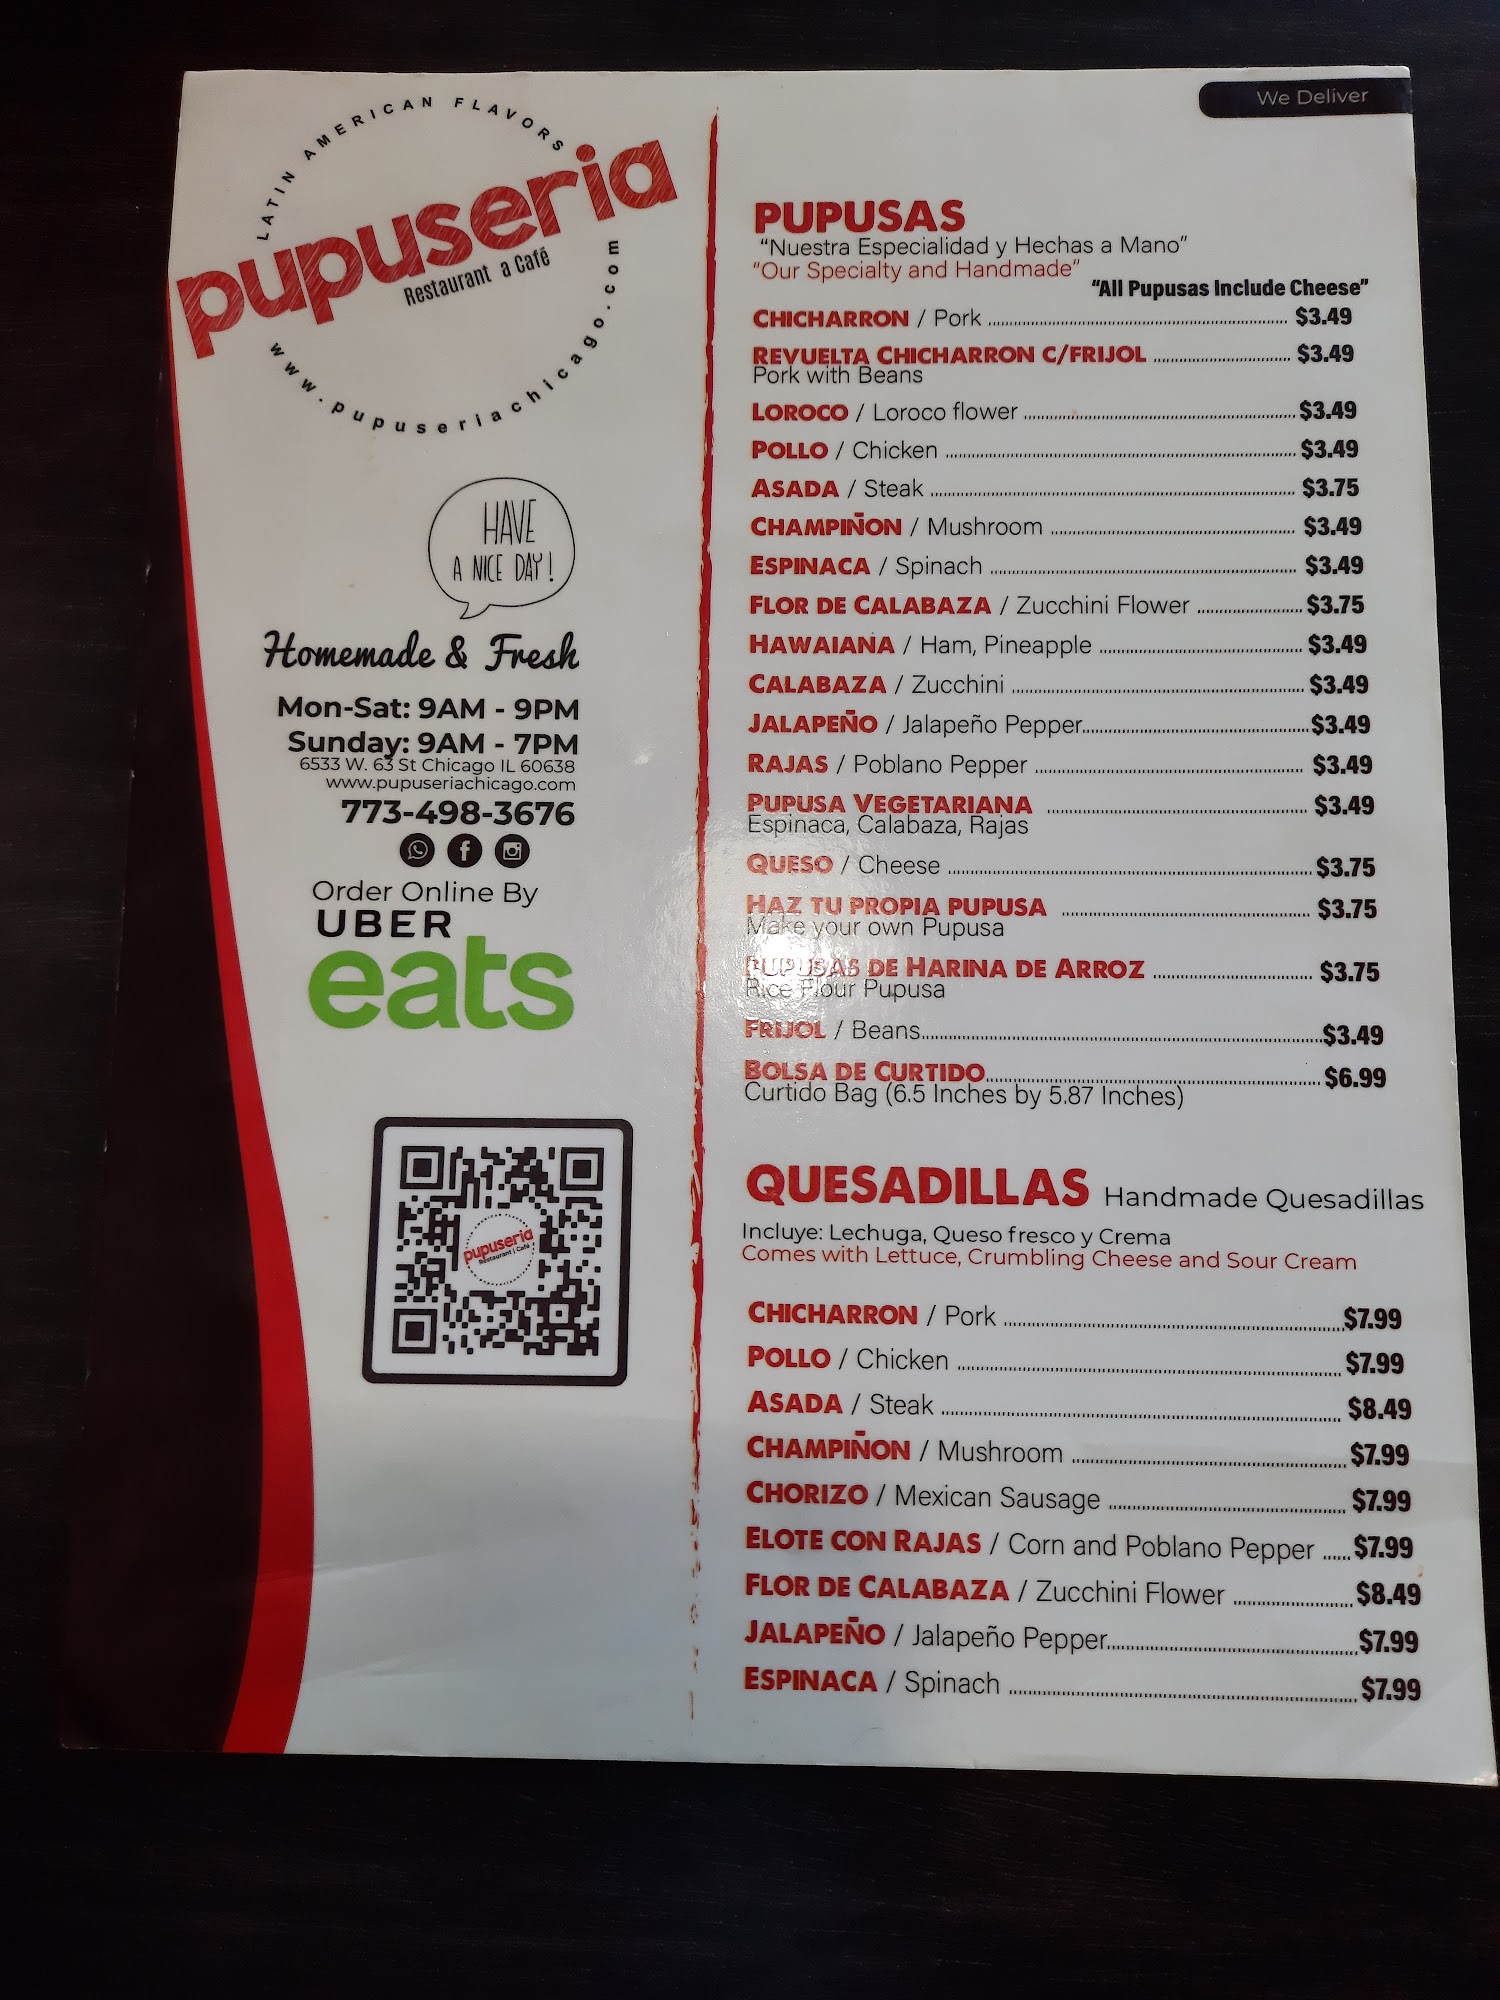 LATIN AMERICAN FLAVORS
pupuseria
Restaurant a Café
www.pupuseriachicago.com
HAVE
A NICE DAY!
Homemade & Fresh
Mon-Sat: 9AM - 9PM
Sunday: 9AM - 7PM
6533 W. 63 St Chicago IL 60638
www.pupuseriachicago.com
773-498-3676
Order Online By
UBER
eats
pupuseria
Restaurant | Café
We Deliver
PUPUSAS
"Nuestra Especialidad y Hechas a Mano"
"Our Specialty and Handmade"
"All Pupusas Include Cheese"
CHICHARRON / Pork $3.49
REVUELTA CHICHARRON C/FRIJOL $3.49
Pork with Beans
LOROCO / Loroco flower $3.49
POLLO / Chicken $3.49
ASADA / Steak $3.75
CHAMPIÑON / Mushroom $3.49
ESPINACA / Spinach $3.49
FLOR DE CALABAZA / Zucchini Flower $3.75
HAWAIANA / Ham, Pineapple $3.49
CALABAZA / Zucchini $3.49
JALAPEÑO / Jalapeño Pepper $3.49
RAJAS / Poblano Pepper $3.49
PUPUSA VEGETARIANA $3.49
Espinaca, Calabaza, Rajas
QUESO / Cheese $3.75
HAZ TU PROPIA PUPUSA $3.75
Make your own Pupusa
PUPUSAS DE HARINA DE ARROZ $3.75
Rice Flour Pupusa
FRIJOL / Beans $3.49
BOLSA DE CURTIDO $6.99
Curtido Bag (6.5 Inches by 5.87 Inches)
QUESADILLAS Handmade Quesadillas
Incluye: Lechuga, Queso fresco y Crema
Comes with Lettuce, Crumbling Cheese and Sour Cream
CHICHARRON / Pork $7.99
POLLO / Chicken $7.99
ASADA / Steak $8.49
CHAMPIÑON / Mushroom $7.99
CHORIZO / Mexican Sausage $7.99
ELOTE CON RAJAS / Corn and Poblano Pepper $7.99
FLOR DE CALABAZA / Zucchini Flower $8.49
JALAPEÑO / Jalapeño Pepper $7.99
ESPINACA / Spinach $7.99